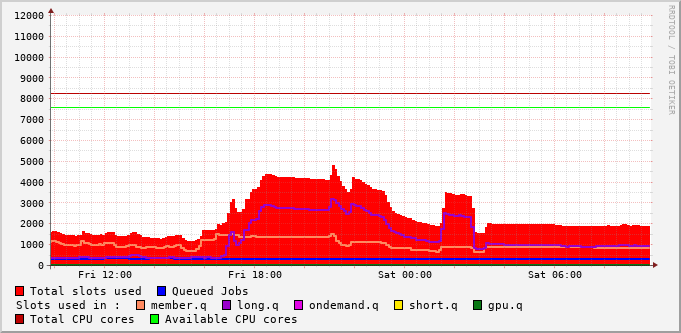 12000
11000
10000
9000
8000
7000
6000
5000
4000
3000
2000
1000
0
Fri 12:00 Fri 18:00 Sat 00:00 Sat 06:00
RRDTOOL / TOBI OETIKER
Total slots used Queued Jobs
Slots used in : member.q long.q ondemand.q short.q gpu.q
Total CPU cores Available CPU cores